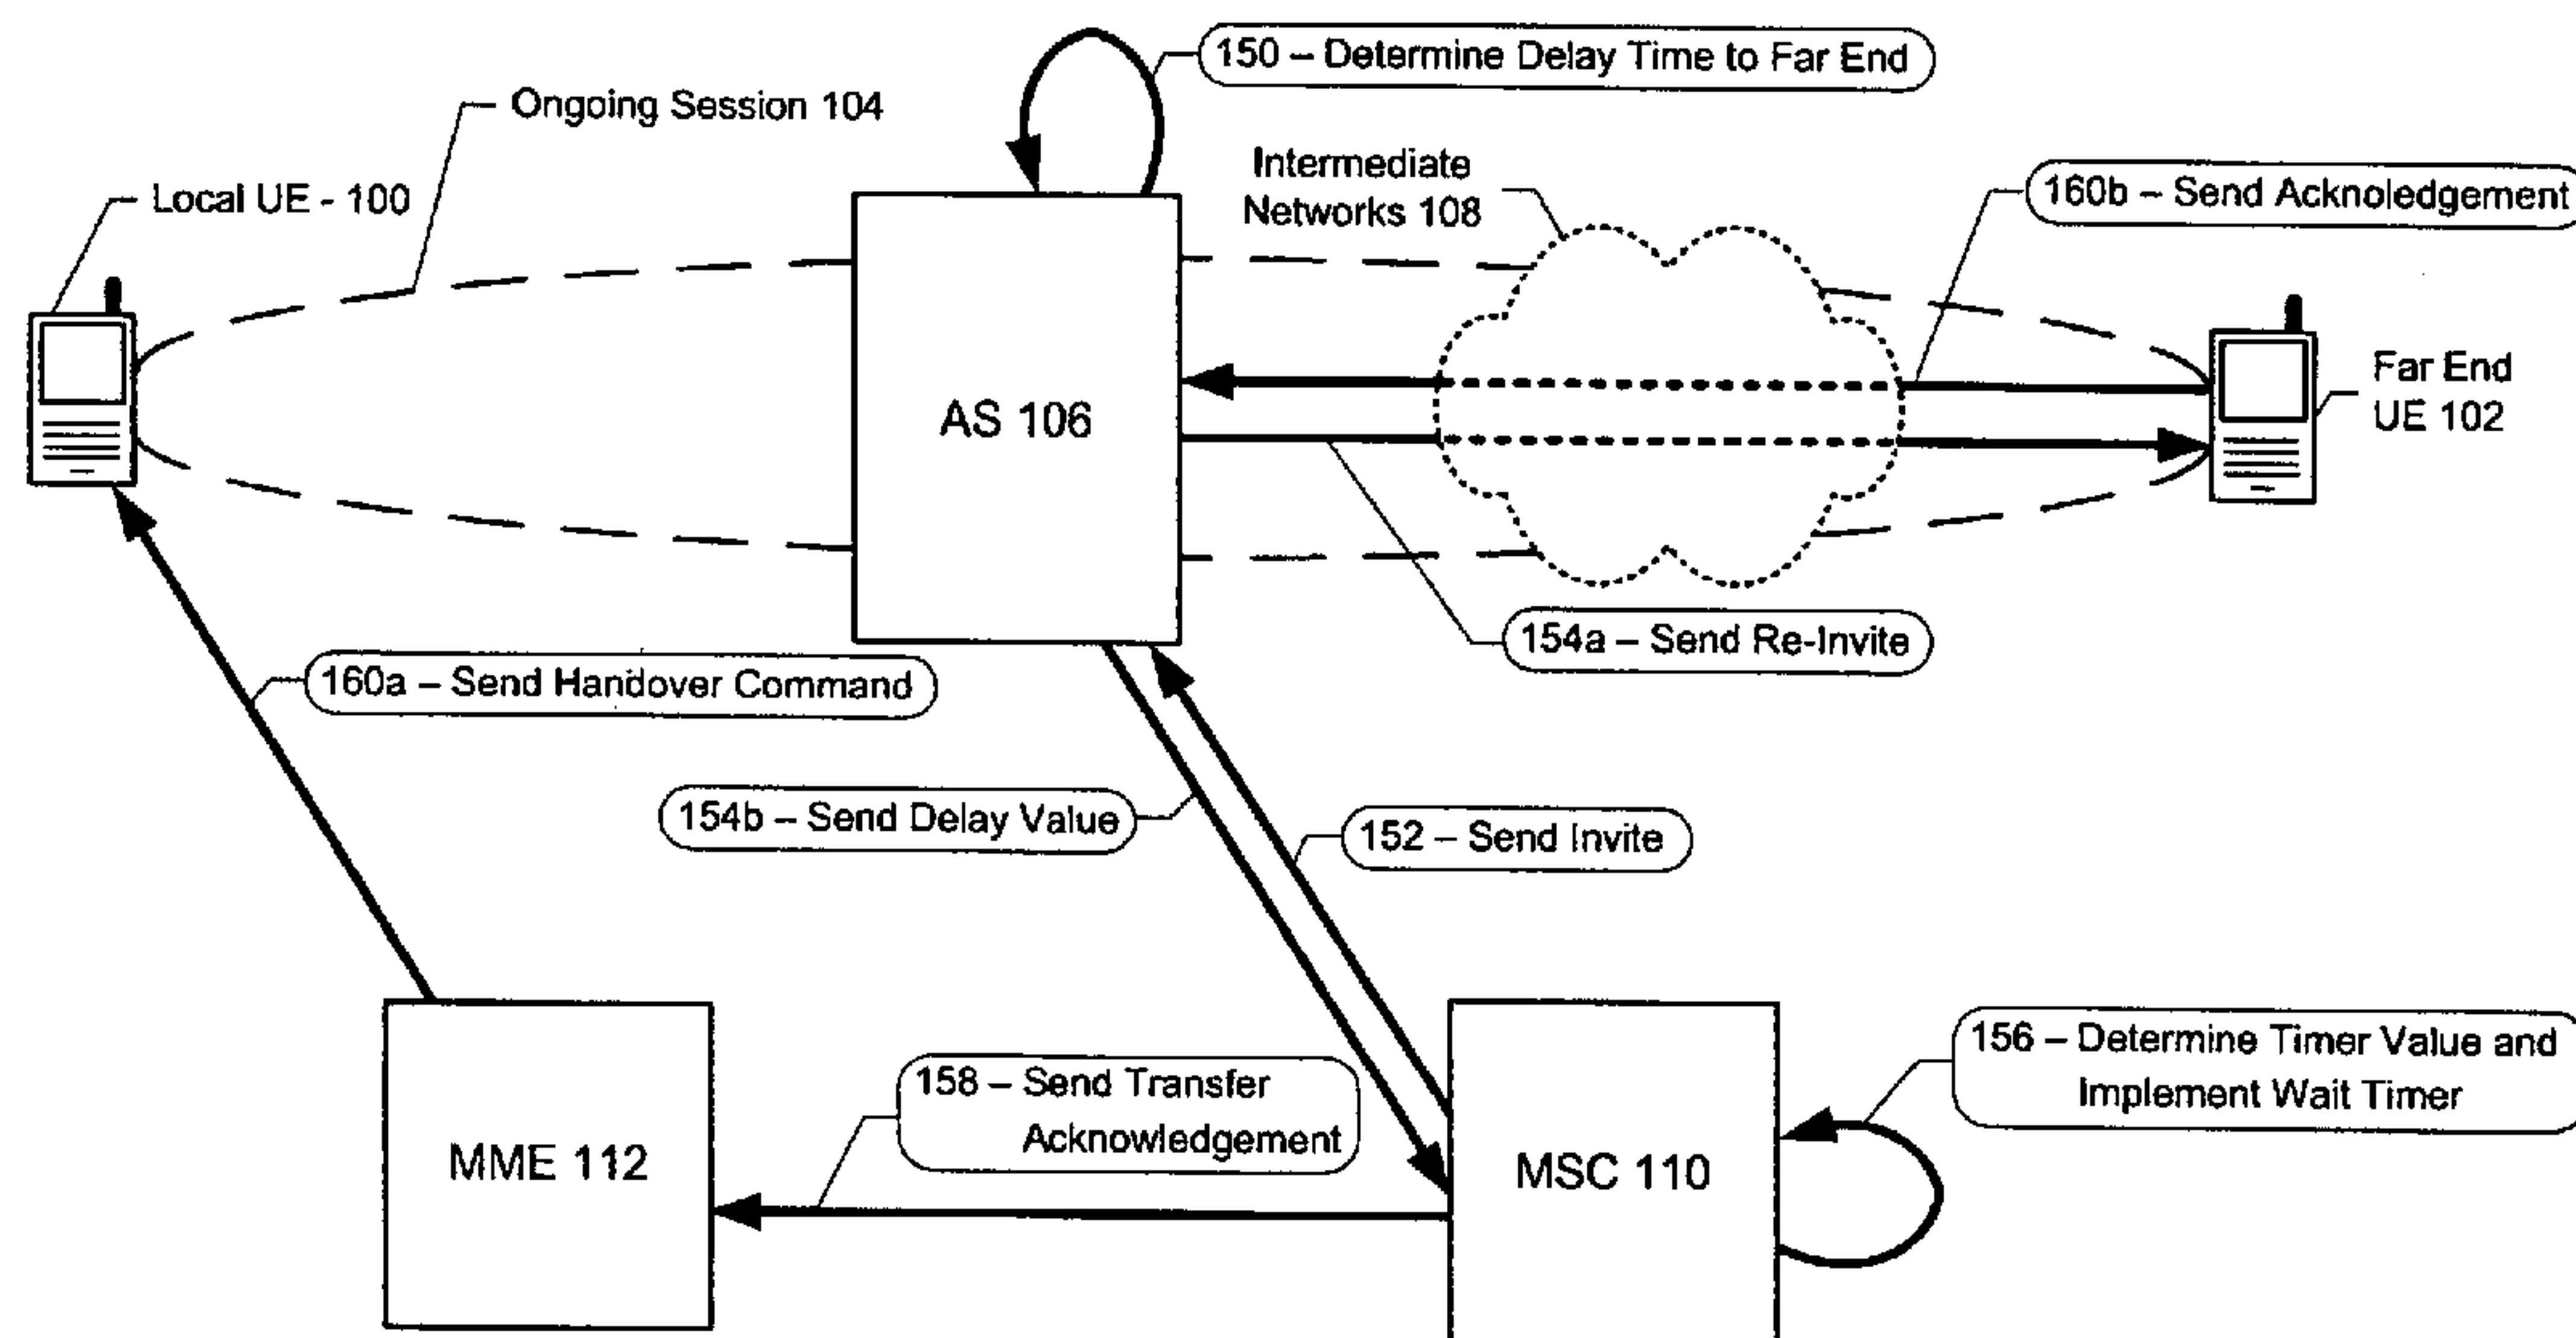 150 – Determine Delay Time to Far End
Ongoing Session 104
Intermediate
Networks 108
160b – Send Acknoledgement
Local UE - 100
AS 106
Far End
UE 102
154a – Send Re-Invite
160a – Send Handover Command
154b – Send Delay Value
152 – Send Invite
158 – Send Transfer
Acknowledgement
156 – Determine Timer Value and
Implement Wait Timer
MME 112
MSC 110